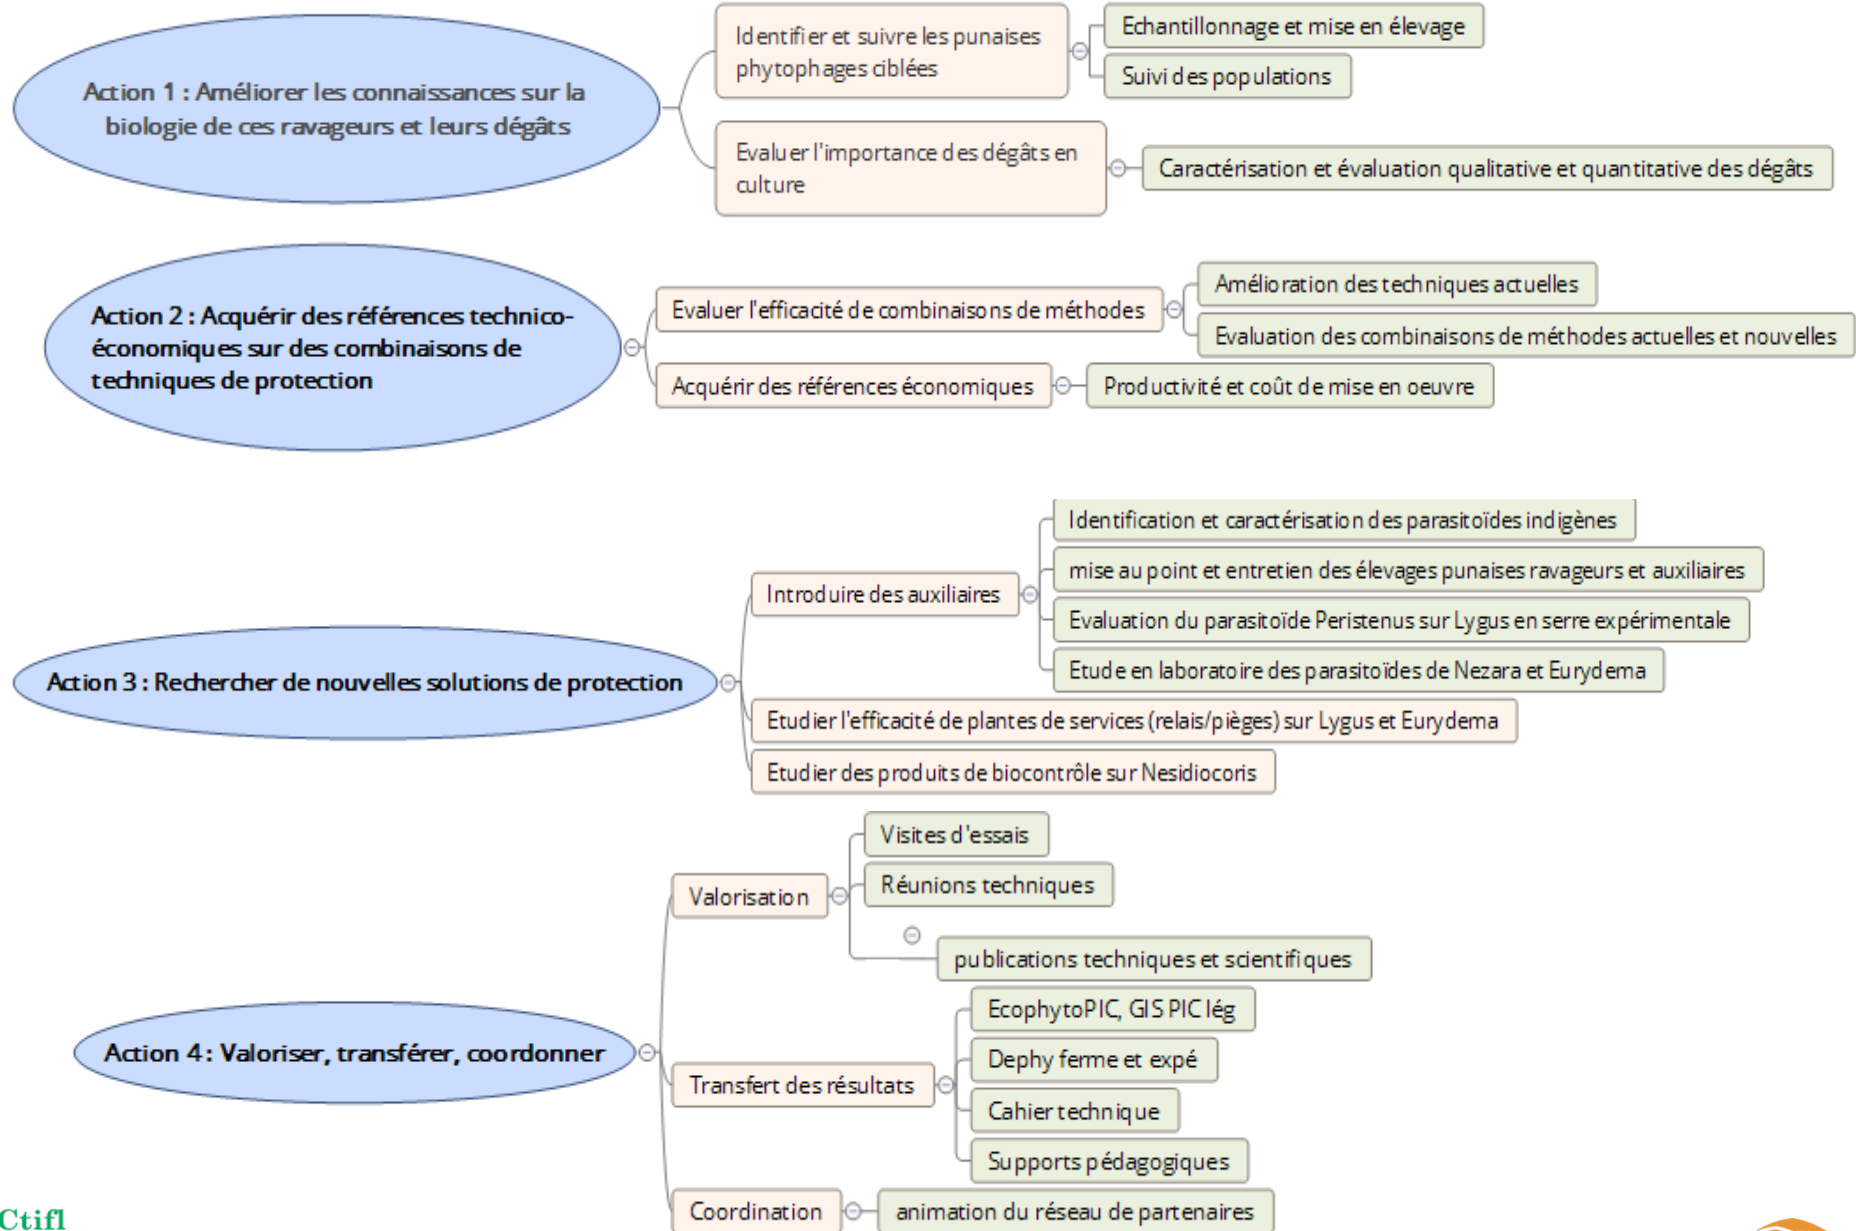 Action 1 : Améliorer les connaissances sur la
biologie de ces ravageurs et leurs dégâts
Identifier et suivre les punaises
phytophages ciblées
Echantillonnage et mise en élevage
Suivi des populations
Evaluer l'importance des dégâts en
culture
Caractérisation et évaluation qualitative et quantitative des dégâts
Action 2 : Acquérir des références technico-
économiques sur des combinaisons de
techniques de protection
Evaluer l'efficacité de combinaisons de méthodes
Amélioration des techniques actuelles
Evaluation des combinaisons de méthodes actuelles et nouvelles
Acquérir des références économiques
Productivité et coût de mise en oeuvre
Action 3 : Rechercher de nouvelles solutions de protection
Introduire des auxiliaires
Identification et caractérisation des parasitoïdes indigènes
mise au point et entretien des élevages punaises ravageurs et auxiliaires
Evaluation du parasitoïde Peristenus sur Lygus en serre expérimentale
Etude en laboratoire des parasitoïdes de Nezara et Eurydema
Etudier l'efficacité de plantes de services (relais/pièges) sur Lygus et Eurydema
Etudier des produits de biocontrôle sur Nesidiocoris
Action 4 : Valoriser, transférer, coordonner
Valorisation
Visites d'essais
Réunions techniques
publications techniques et scientifiques
Transfert des résultats
EcophytoPIC, GIS PIC lég
Dephy ferme et expé
Cahier technique
Supports pédagogiques
Coordination
animation du réseau de partenaires
Ctifl